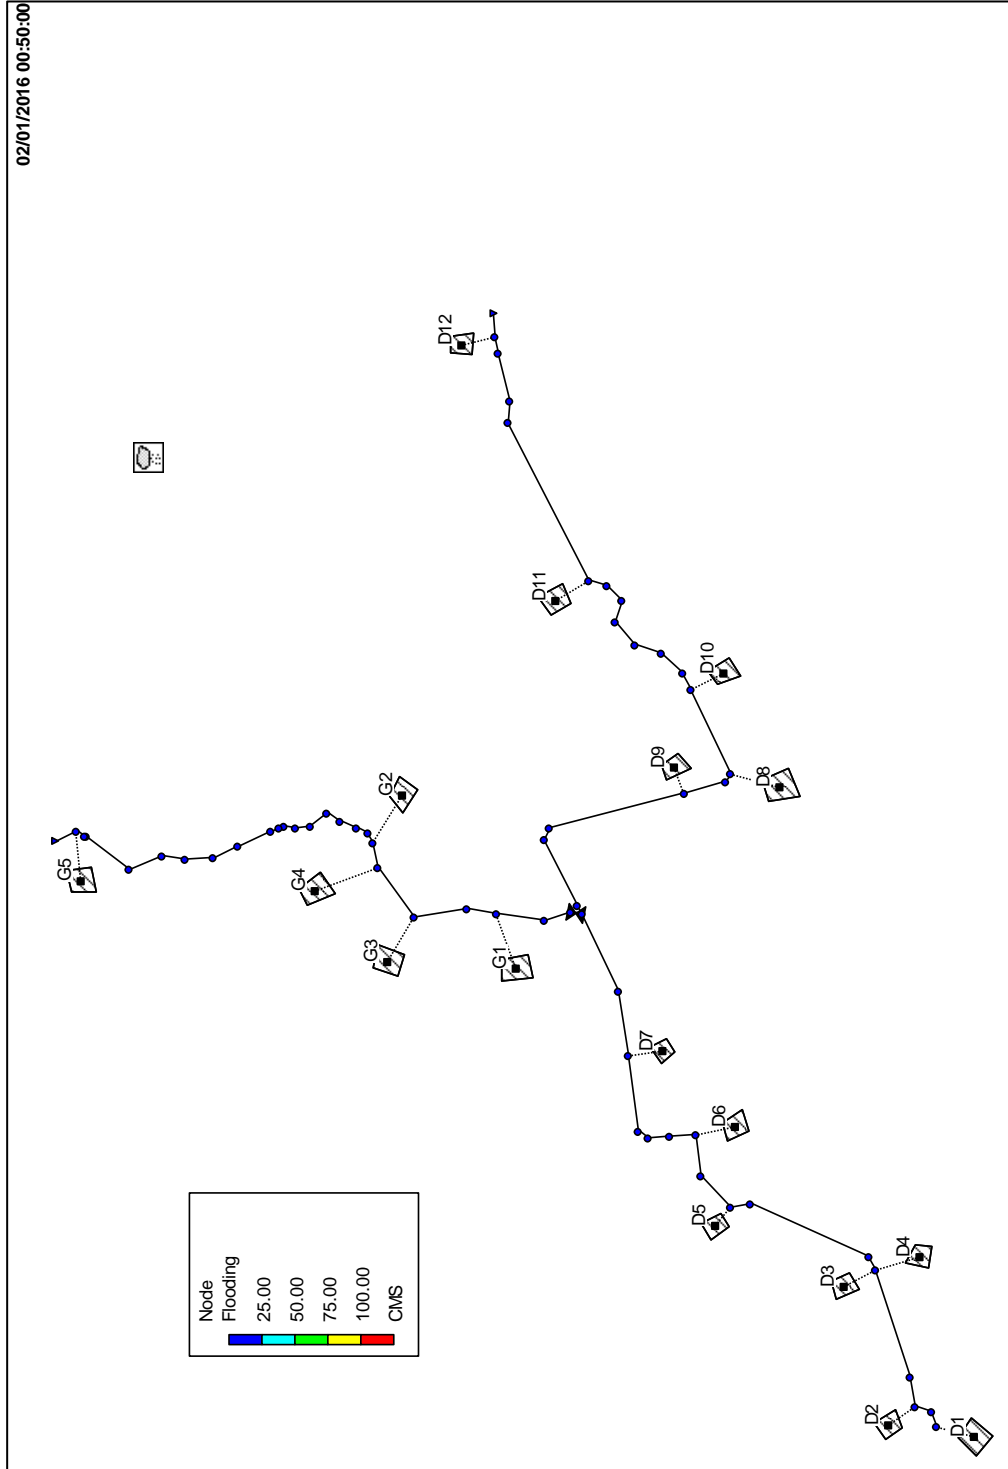 02/01/2016 00:50:00
D12
D11
D10
D9
D8
G2
G5
G4
G3
G1
D7
D6
D5
D4
D3
D2
D1
Node
Flooding
25.00
50.00
75.00
100.00
CMS